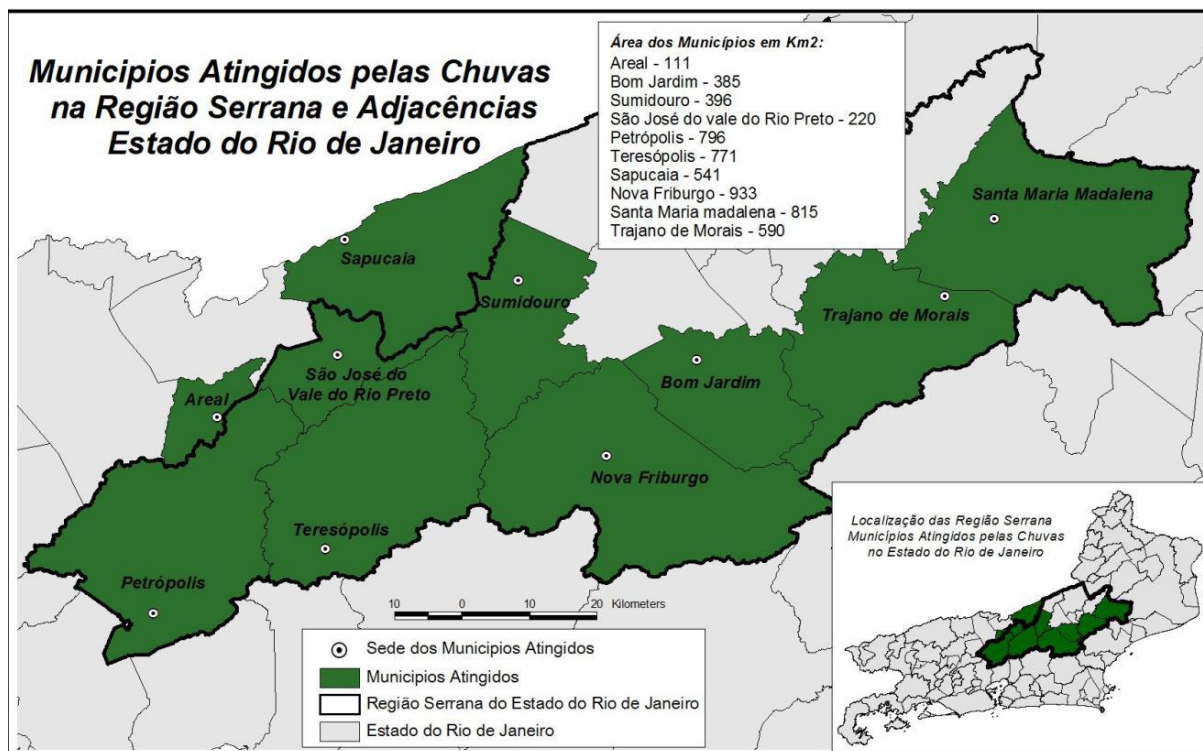 Municipios Atingidos pelas Chuvas
na Região Serrana e Adjacências
Estado do Rio de Janeiro
Área dos Municípios em Km2:
Areal - 111
Bom Jardim - 385
Sumidouro - 396
São José do vale do Rio Preto - 220
Petrópolis - 796
Teresópolis - 771
Sapucaia - 541
Nova Friburgo - 933
Santa Maria madalena - 815
Trajano de Morais - 590
Santa Maria Madalena
Sapucaia
Sumidouro
Trajano de Morais
São José do
Vale do Rio Preto
Bom Jardim
Areal
Nova Friburgo
Teresópolis
Petrópolis
10 0 10 20 Kilometers
Sede dos Municipios Atingidos
Municipios Atingidos
Região Serrana do Estado do Rio de Janeiro
Estado do Rio de Janeiro
Localização das Região Serrana
Municípios Atingidos pelas Chuvas
no Estado do Rio de Janeiro